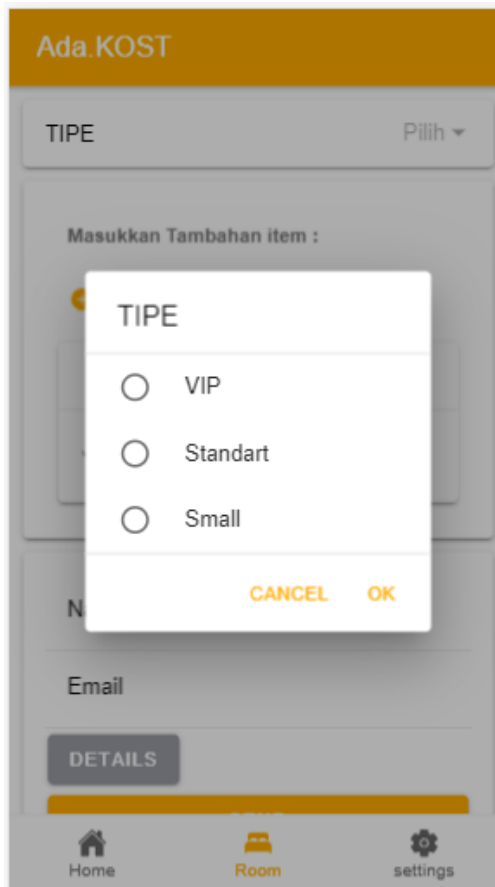 Ada.KOST
TIPE Pilih
Masukkan Tambahan item :
TIPE
VIP
Standart
Small
CANCEL OK
Email
DETAILS
Home Room settings